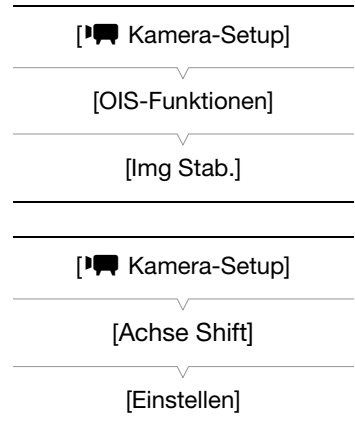 [ Kamera-Setup]
[OIS-Funktionen]
[Img Stab.]
[ Kamera-Setup]
[Achse Shift]
[Einstellen]